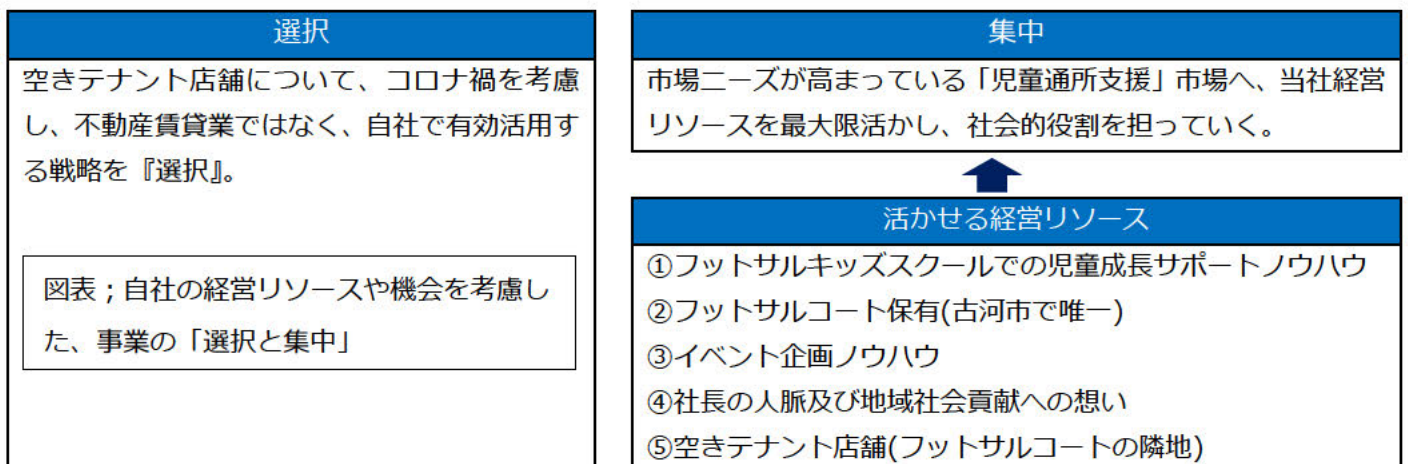 選択
空きテナント店舗について、コロナ禍を考慮
し、不動産賃貸業ではなく、自社で有効活用す
る戦略を『選択』。
図表；自社の経営リソースや機会を考慮し
た、事業の「選択と集中」
集中
市場ニーズが高まっている「児童通所支援」市場へ、当社経営
リソースを最大限活かし、社会的役割を担っていく。
活かせる経営リソース
①フットサルキッズスクールでの児童成長サポートノウハウ
②フットサルコート保有(古河市で唯一)
③イベント企画ノウハウ
④社長の人脈及び地域社会貢献への想い
⑤空きテナント店舗(フットサルコートの隣地)